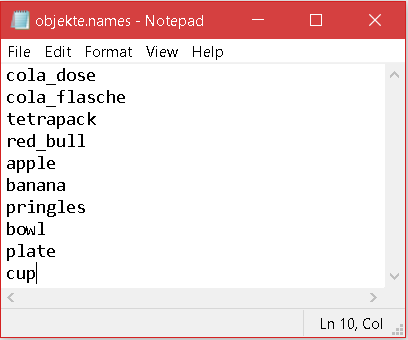 objekte.names - Notepad
File Edit Format View Help
cola_dose
cola_flasche
tetrapack
red_bull
apple
banana
pringles
bowl
plate
cup
Ln 10, Col